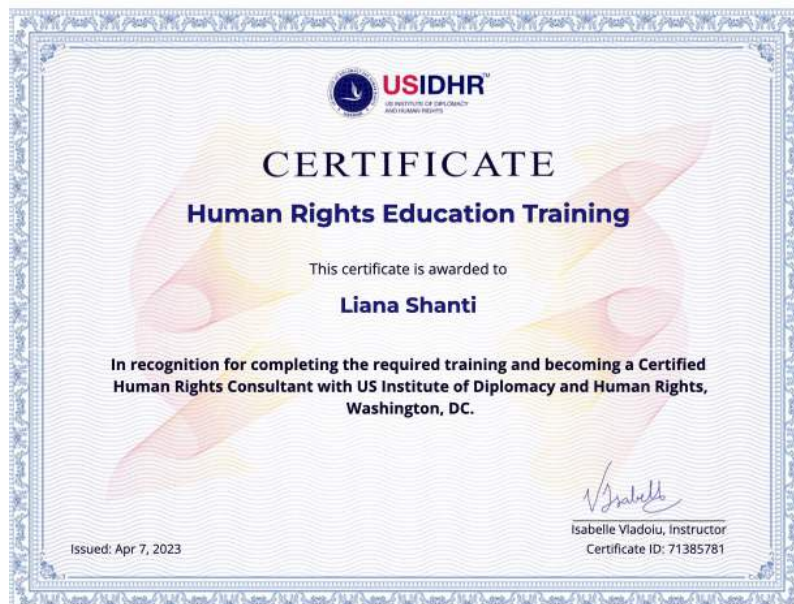 USIDHR™
US INSTITUTE OF DIPLOMACY
AND HUMAN RIGHTS
CERTIFICATE
Human Rights Education Training
This certificate is awarded to
Liana Shanti
In recognition for completing the required training and becoming a Certified
Human Rights Consultant with US Institute of Diplomacy and Human Rights,
Washington, DC.
Isabelle Vladoiu, Instructor
Issued: Apr 7, 2023
Certificate ID: 71385781